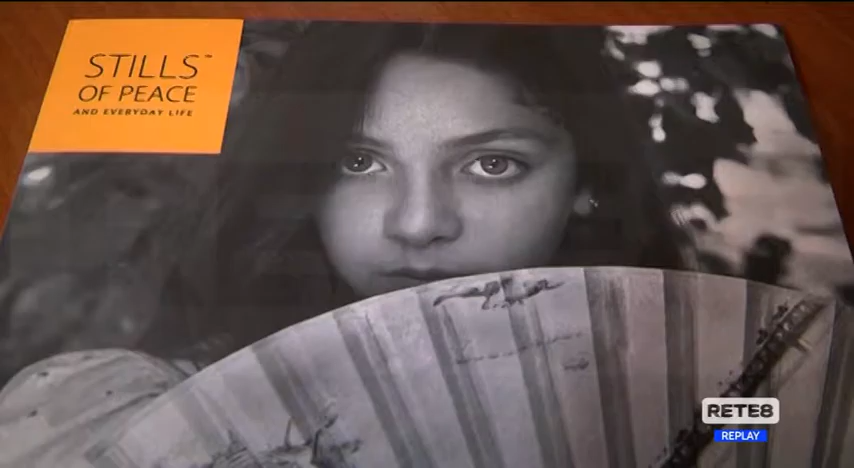 STILLS™
OF PEACE
AND EVERYDAY LIFE
RETE8
REPLAY